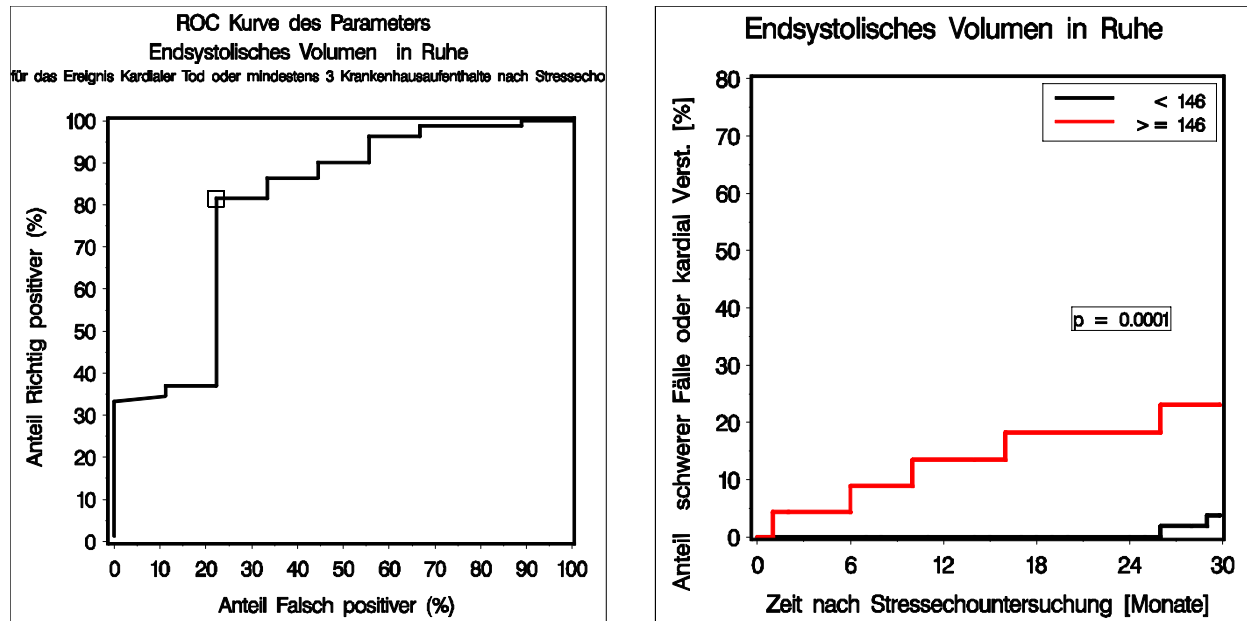 ROC Kurve des Parameters
Endsystolisches Volumen in Ruhe
für das Ereignis Kardialer Tod oder mindestens 3 Krankenhausaufenthalte nach Stressecho
Anteil Richtig positiver (%)
100
90
80
70
60
50
40
30
20
10
0
0 10 20 30 40 50 60 70 80 90 100
Anteil Falsch positiver (%)
Endsystolisches Volumen in Ruhe
Anteil schwerer Fälle oder kardial Verst. [%]
80
70
60
50
40
30
20
10
0
< 146
>= 146
p = 0.0001
0 6 12 18 24 30
Zeit nach Stressechountersuchung [Monate]